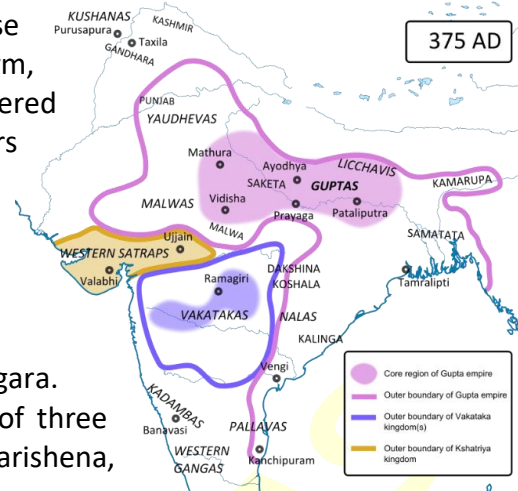 se
rm,
ered
rs
gara.
of three
arishena,
375 AD
KUSHANAS
Purusapura
KASHMIR
Taxila
GANDHARA
PUNJAB
YAUDHEVAS
Mathura
Ayodhya
LICCHAVIS
SAKETA
GUPTAS
KAMARUPA
MALWAS
Vidisha
Prayaga
Pataliputra
MALWA
SAMATATA
Ujjain
WESTERN SATRAPS
Valabhi
DAKSHINA
KOSHALA
Tamralipti
Ramagiri
VAKATAKAS
NALAS
KALINGA
Vengi
KADAMBAS
Banavasi
PALLAVAS
WESTERN
GANGAS
Kanchipuram
Core region of Gupta empire
Outer boundary of Gupta empire
Outer boundary of Vakataka
kingdom(s)
Outer boundary of Kshatriya
kingdom